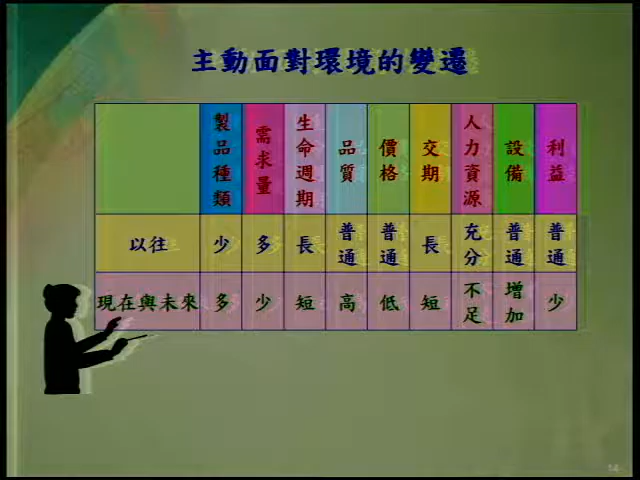 主動面對環境的變遷
製品種類 需求量 生命週期 品質 價格 交期 人力資源 設備 利益
以往 少 多 長 普通 普通 長 充分 普通 普通
現在與未來 多 少 短 高 低 短 不足 增加 少
14